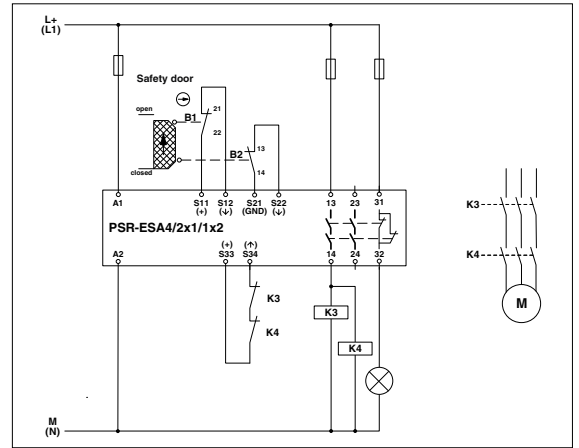 L+
(L1)
Safety door
open
21
B1
22
B2
13
14
closed
A1
S11
S12
S21
S22
13
23
31
(+)
(↓)
(GND)
(↓)
PSR-ESA4/2x1/1x2
(+)
(↑)
A2
S33
S34
14
24
32
K3
K4
K3
K4
K3
K4
M
M
(N)